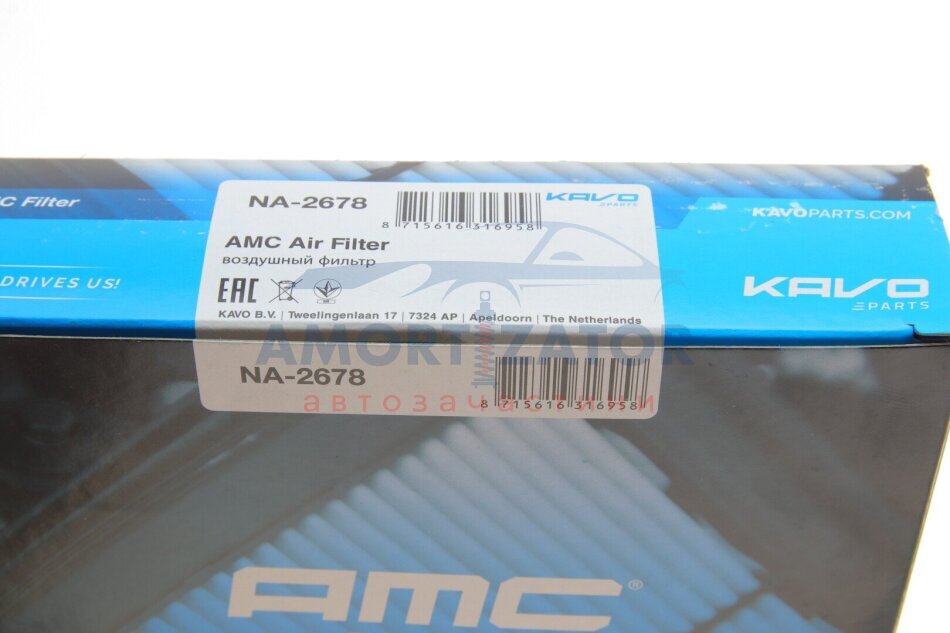 C Filter
DRIVES US!
NA-2678
8 715616 316958
KAVO
PARTS
AMC Air Filter
воздушный фильтр
EAC
KAVO B.V. | Tweelingenlaan 17 | 7324 AP | Apeldoorn | The Netherlands
KAVOPARTS.COM
KAVO
PARTS
AMORTIZATOR
NA-2678
автозачастини
8 715616 316958
AMC®